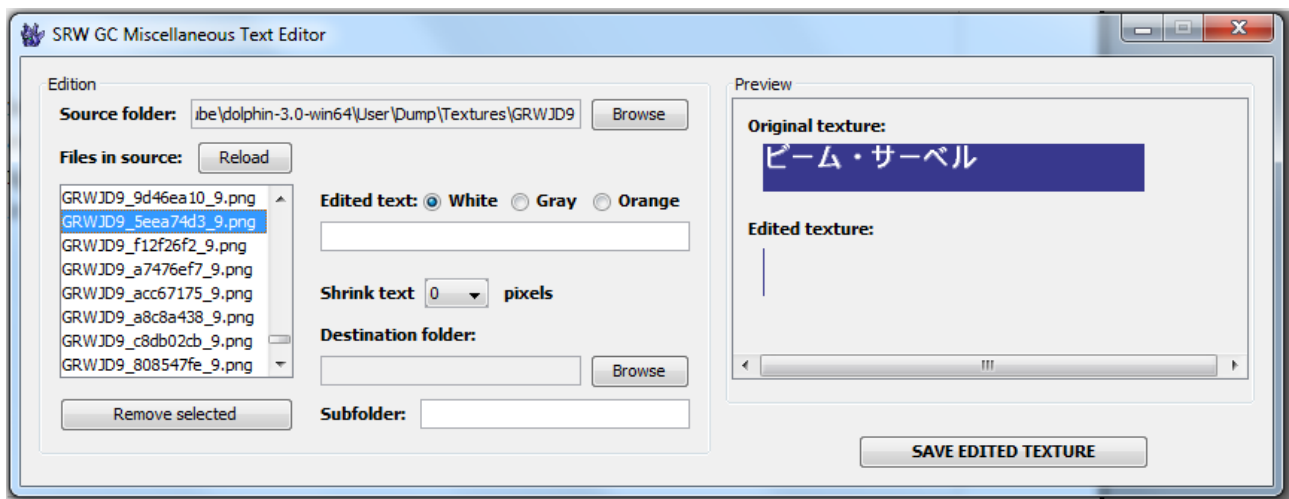 SRW GC Miscellaneous Text Editor
Edition
Source folder: ube\dolphin-3.0-win64\User\Dump\Textures\GRWJD9 Browse
Files in source: Reload
GRWJD9_9d46ea10_9.png
GRWJD9_5eea74d3_9.png
GRWJD9_f12f26f2_9.png
GRWJD9_a7476ef7_9.png
GRWJD9_acc67175_9.png
GRWJD9_a8c8a438_9.png
GRWJD9_c8db02cb_9.png
GRWJD9_808547fe_9.png
Remove selected
Edited text: White Gray Orange
Shrink text 0 pixels
Destination folder:
Browse
Subfolder:
Preview
Original texture:
ビーム・サーベル
Edited texture:
SAVE EDITED TEXTURE